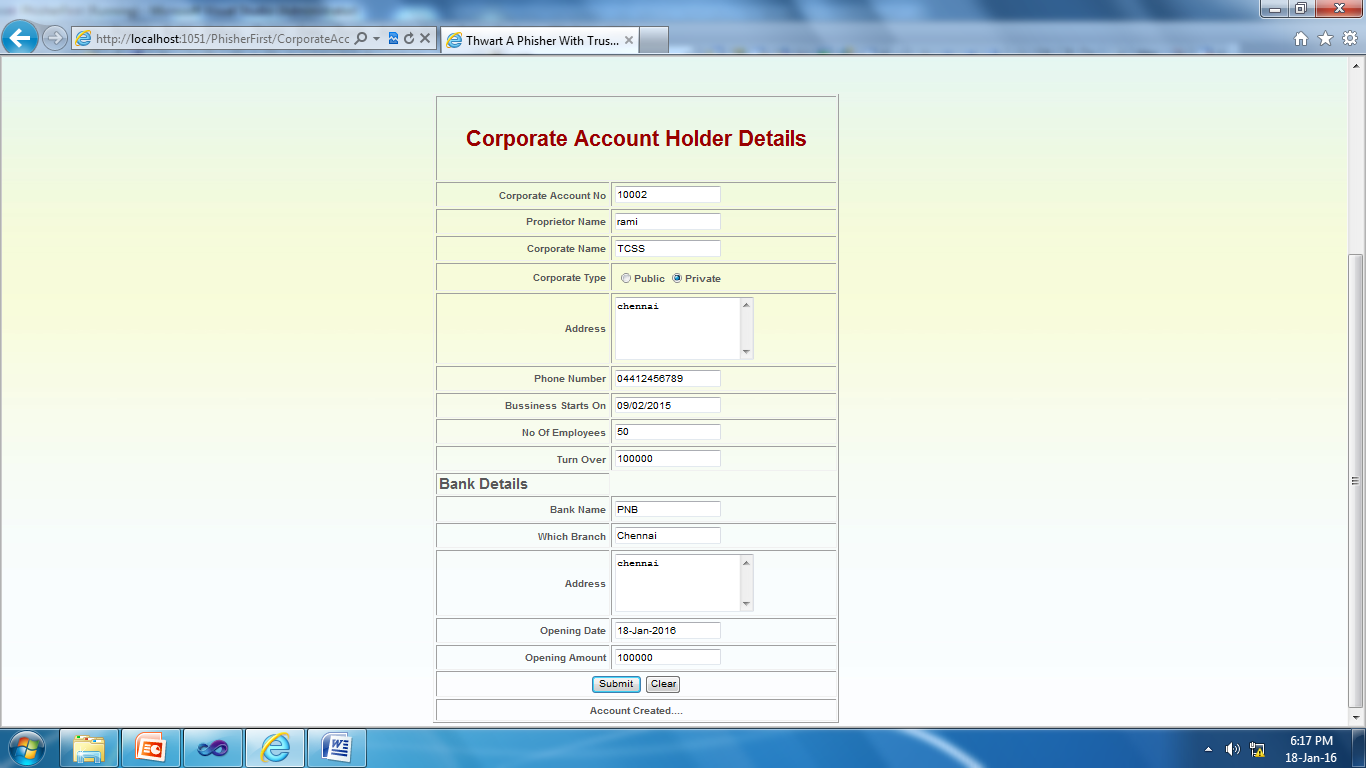 http://localhost:1051/PhisherFirst/CorporateAcc
Thwart A Phisher With Trus...
Corporate Account Holder Details
Corporate Account No 10002
Proprietor Name rami
Corporate Name TCSS
Corporate Type Public Private
Address chennai
Phone Number 04412456789
Bussiness Starts On 09/02/2015
No Of Employees 50
Turn Over 100000
Bank Details
Bank Name PNB
Which Branch Chennai
Address chennai
Opening Date 18-Jan-2016
Opening Amount 100000
Submit Clear
Account Created....
6:17 PM
18-Jan-16